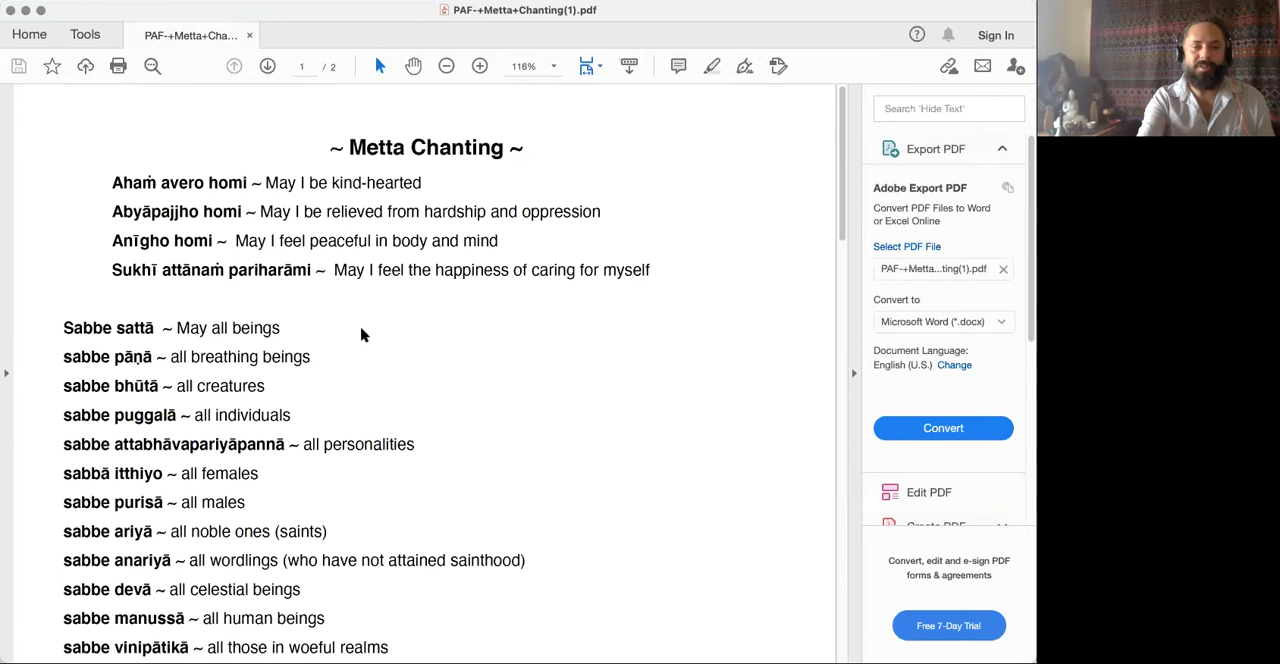 PAF-+Metta+Chanting(1).pdf
Home Tools PAF-+Metta+Cha... × Sign In
1 / 2 116%
~ Metta Chanting ~
Ahaṁ avero homi ~ May I be kind-hearted
Abyāpajjho homi ~ May I be relieved from hardship and oppression
Anīgho homi ~ May I feel peaceful in body and mind
Sukhī attānaṁ pariharāmi ~ May I feel the happiness of caring for myself
Sabbe sattā ~ May all beings
sabbe pāṇā ~ all breathing beings
sabbe bhūtā ~ all creatures
sabbe puggalā ~ all individuals
sabbe attabhāvapariyāpannā ~ all personalities
sabbā itthiyo ~ all females
sabbe purisā ~ all males
sabbe ariyā ~ all noble ones (saints)
sabbe anariyā ~ all wordlings (who have not attained sainthood)
sabbe devā ~ all celestial beings
sabbe manussā ~ all human beings
sabbe vinipātikā ~ all those in woeful realms
Search 'Hide Text'
Export PDF
Adobe Export PDF
Convert PDF Files to Word
or Excel Online
Select PDF File
PAF-+Metta...ting(1).pdf
Convert to
Microsoft Word (*.docx)
Document Language:
English (U.S.) Change
Convert
Edit PDF
Create PDF
Convert, edit and e-sign PDF
forms & agreements
Free 7-Day Trial